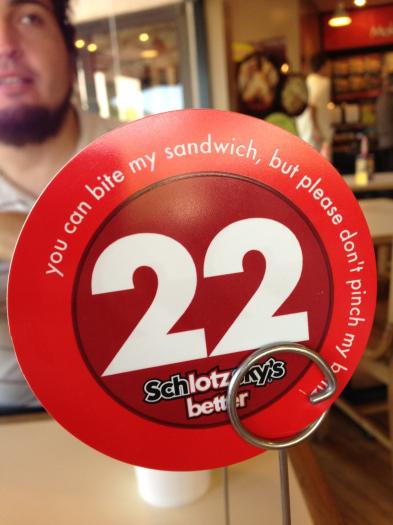 you can bite my sandwich, but please don't pinch my
22
Schlotzsky's
better